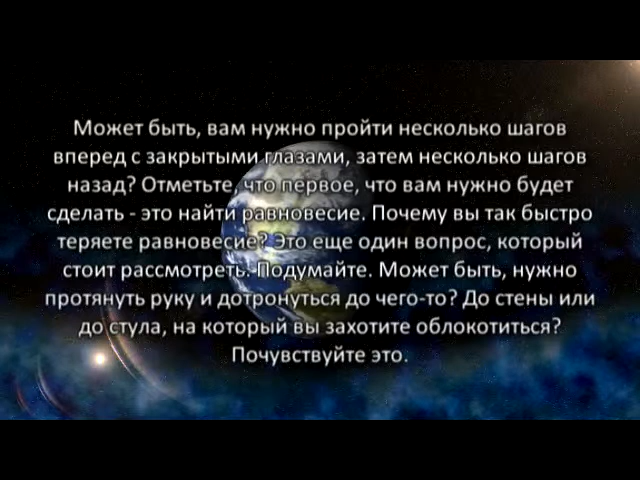 Может быть, вам нужно пройти несколько шагов
вперед с закрытыми глазами, затем несколько шагов
назад? Отметьте, что первое, что вам нужно будет
сделать - это найти равновесие. Почему вы так быстро
теряете равновесие? Это еще один вопрос, который
стоит рассмотреть. Подумайте. Может быть, нужно
протянуть руку и дотронуться до чего-то? До стены или
до стула, на который вы захотите облокотиться?
Почувствуйте это.